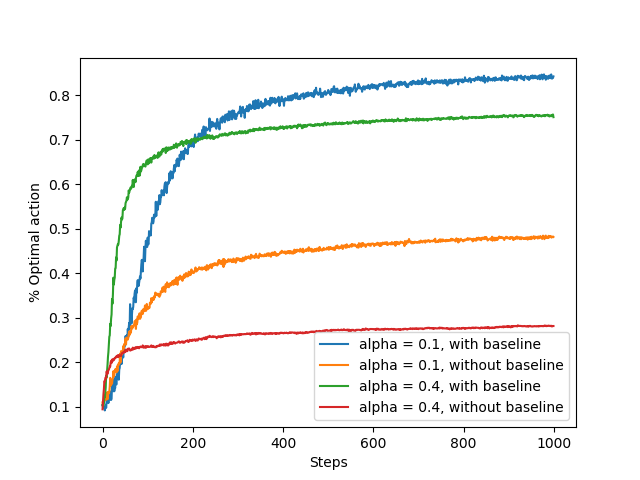 % Optimal action
0.8
0.7
0.6
0.5
0.4
0.3
0.2
0.1
alpha = 0.1, with baseline
alpha = 0.1, without baseline
alpha = 0.4, with baseline
alpha = 0.4, without baseline
0 200 400 600 800 1000
Steps